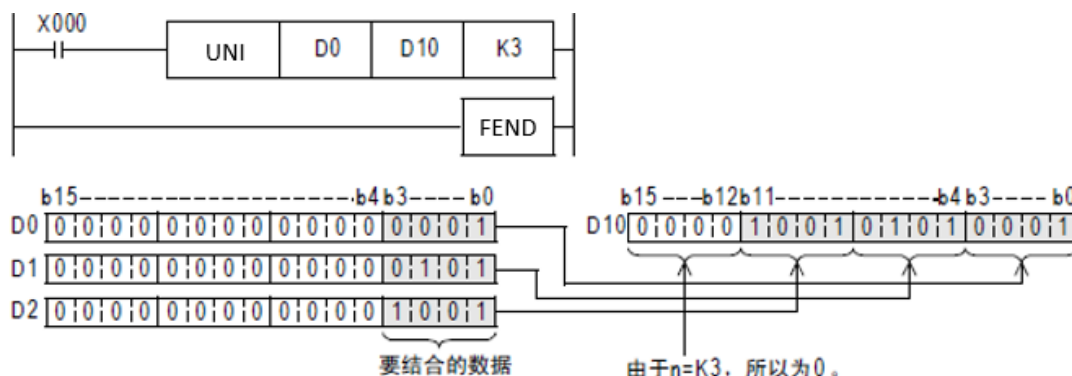 X000
UNI D0 D10 K3
FEND
b15 b4 b3 b0 b15 b12 b11 b4 b3 b0
D0 0 0 0 0 0 0 0 0 0 0 0 0 0 0 0 1 D10 0 0 0 0 1 0 0 1 0 1 0 1 0 0 0 1
D1 0 0 0 0 0 0 0 0 0 0 0 0 0 1 0 1
D2 0 0 0 0 0 0 0 0 0 0 0 0 1 0 0 1
要结合的数据 由于n=K3，所以为0。